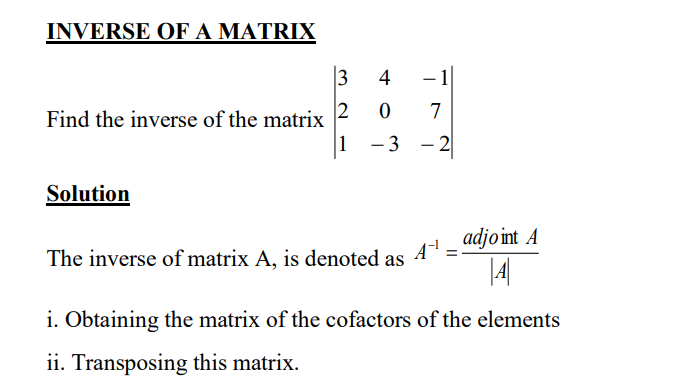 INVERSE OF A MATRIX
|3 4 −1|
Find the inverse of the matrix |2 0 7|
|1 −3 −2|
Solution
The inverse of matrix A, is denoted as A⁻¹ = adjoint A / |A|
i. Obtaining the matrix of the cofactors of the elements
ii. Transposing this matrix.